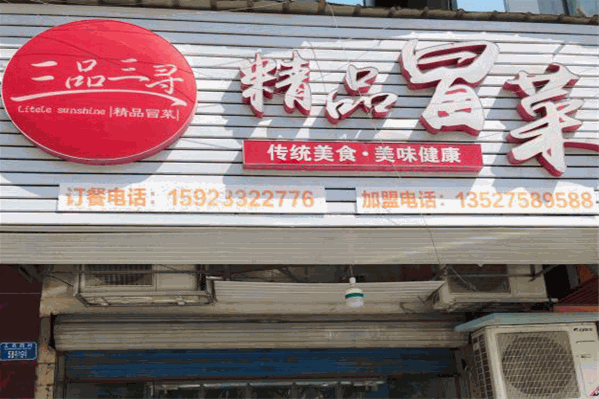 三品三寻
Litele sunshine |精品冒菜|
精品冒菜
传统美食·美味健康
订餐电话：15923322776
加盟电话：13527589588